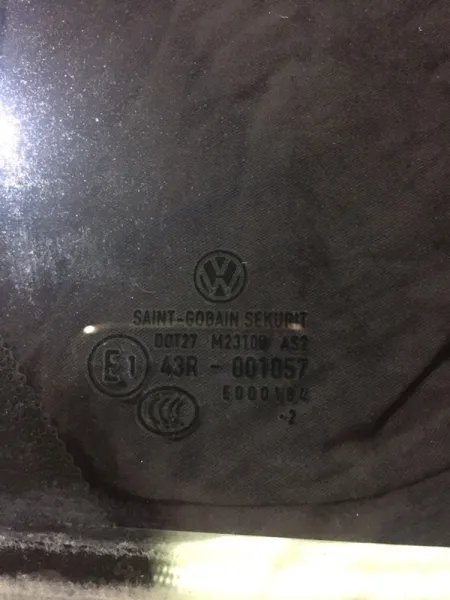 SAINT-GOBAIN SEKURIT
DOT27 M2310B AS2
E1 43R - 001057
E000184
··2